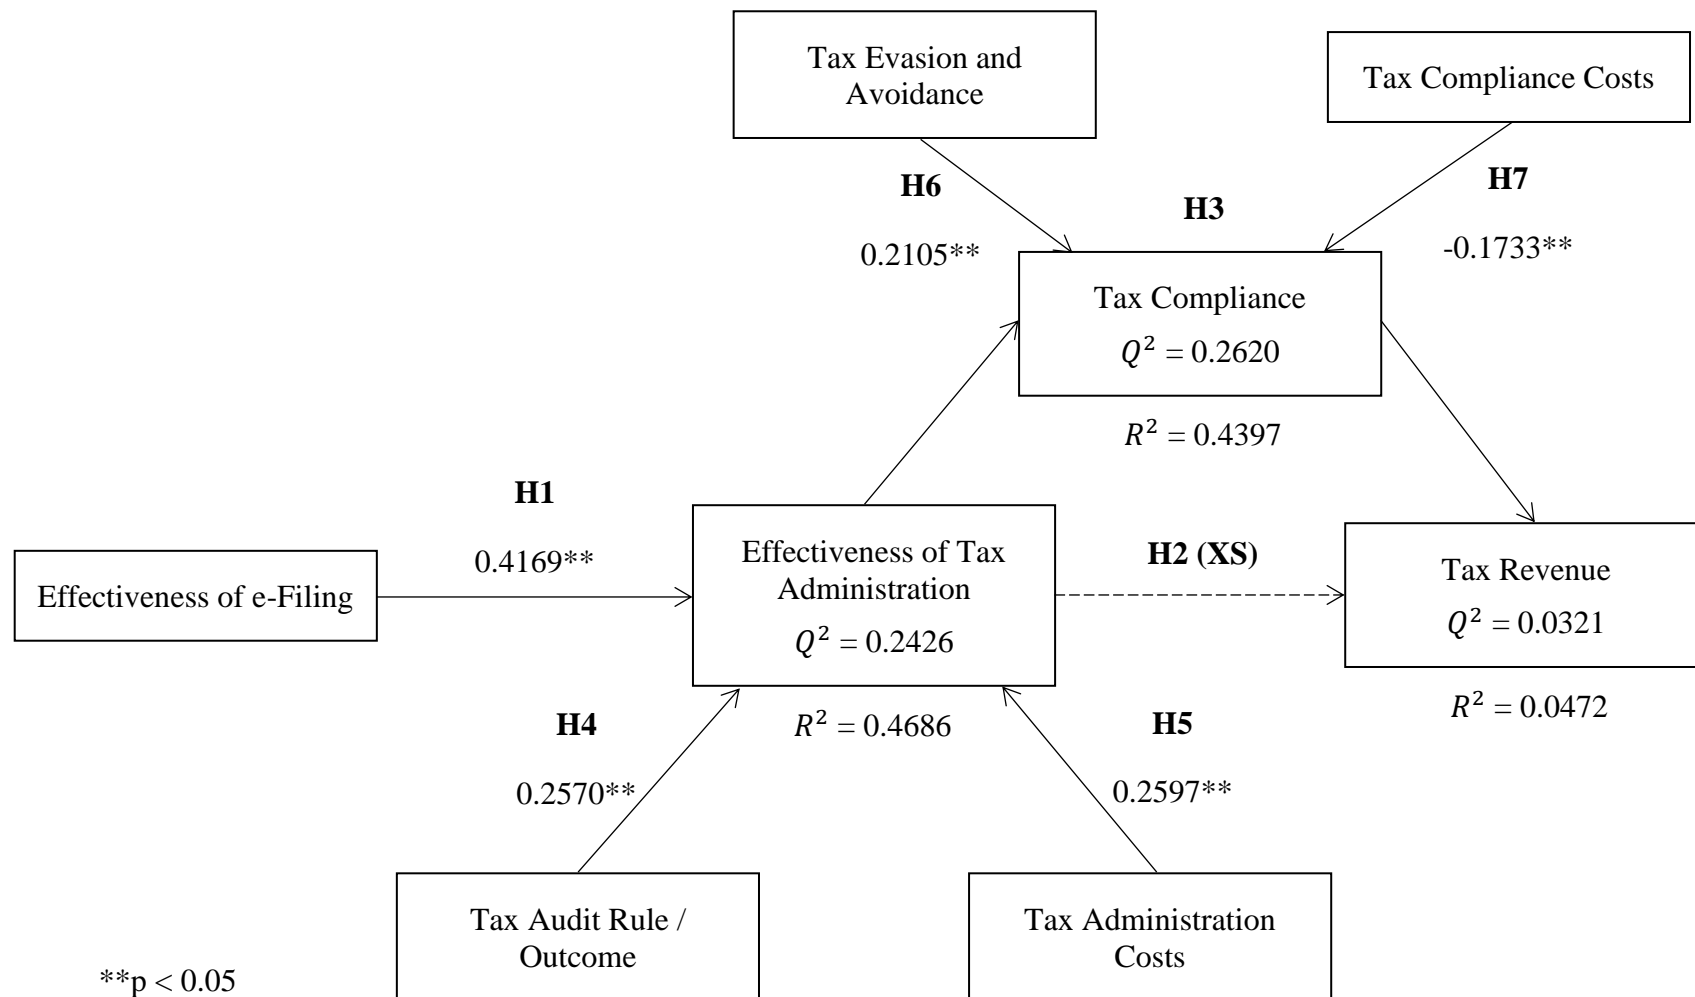 Tax Evasion and
Avoidance
Tax Compliance Costs
H6
H7
H3
0.2105**
-0.1733**
Tax Compliance
𝑄² = 0.2620
𝑅² = 0.4397
H1
0.4169**
Effectiveness of e-Filing
Effectiveness of Tax
Administration
𝑄² = 0.2426
𝑅² = 0.4686
H2 (XS)
Tax Revenue
𝑄² = 0.0321
𝑅² = 0.0472
H4
0.2570**
H5
0.2597**
Tax Audit Rule /
Outcome
Tax Administration
Costs
**p < 0.05